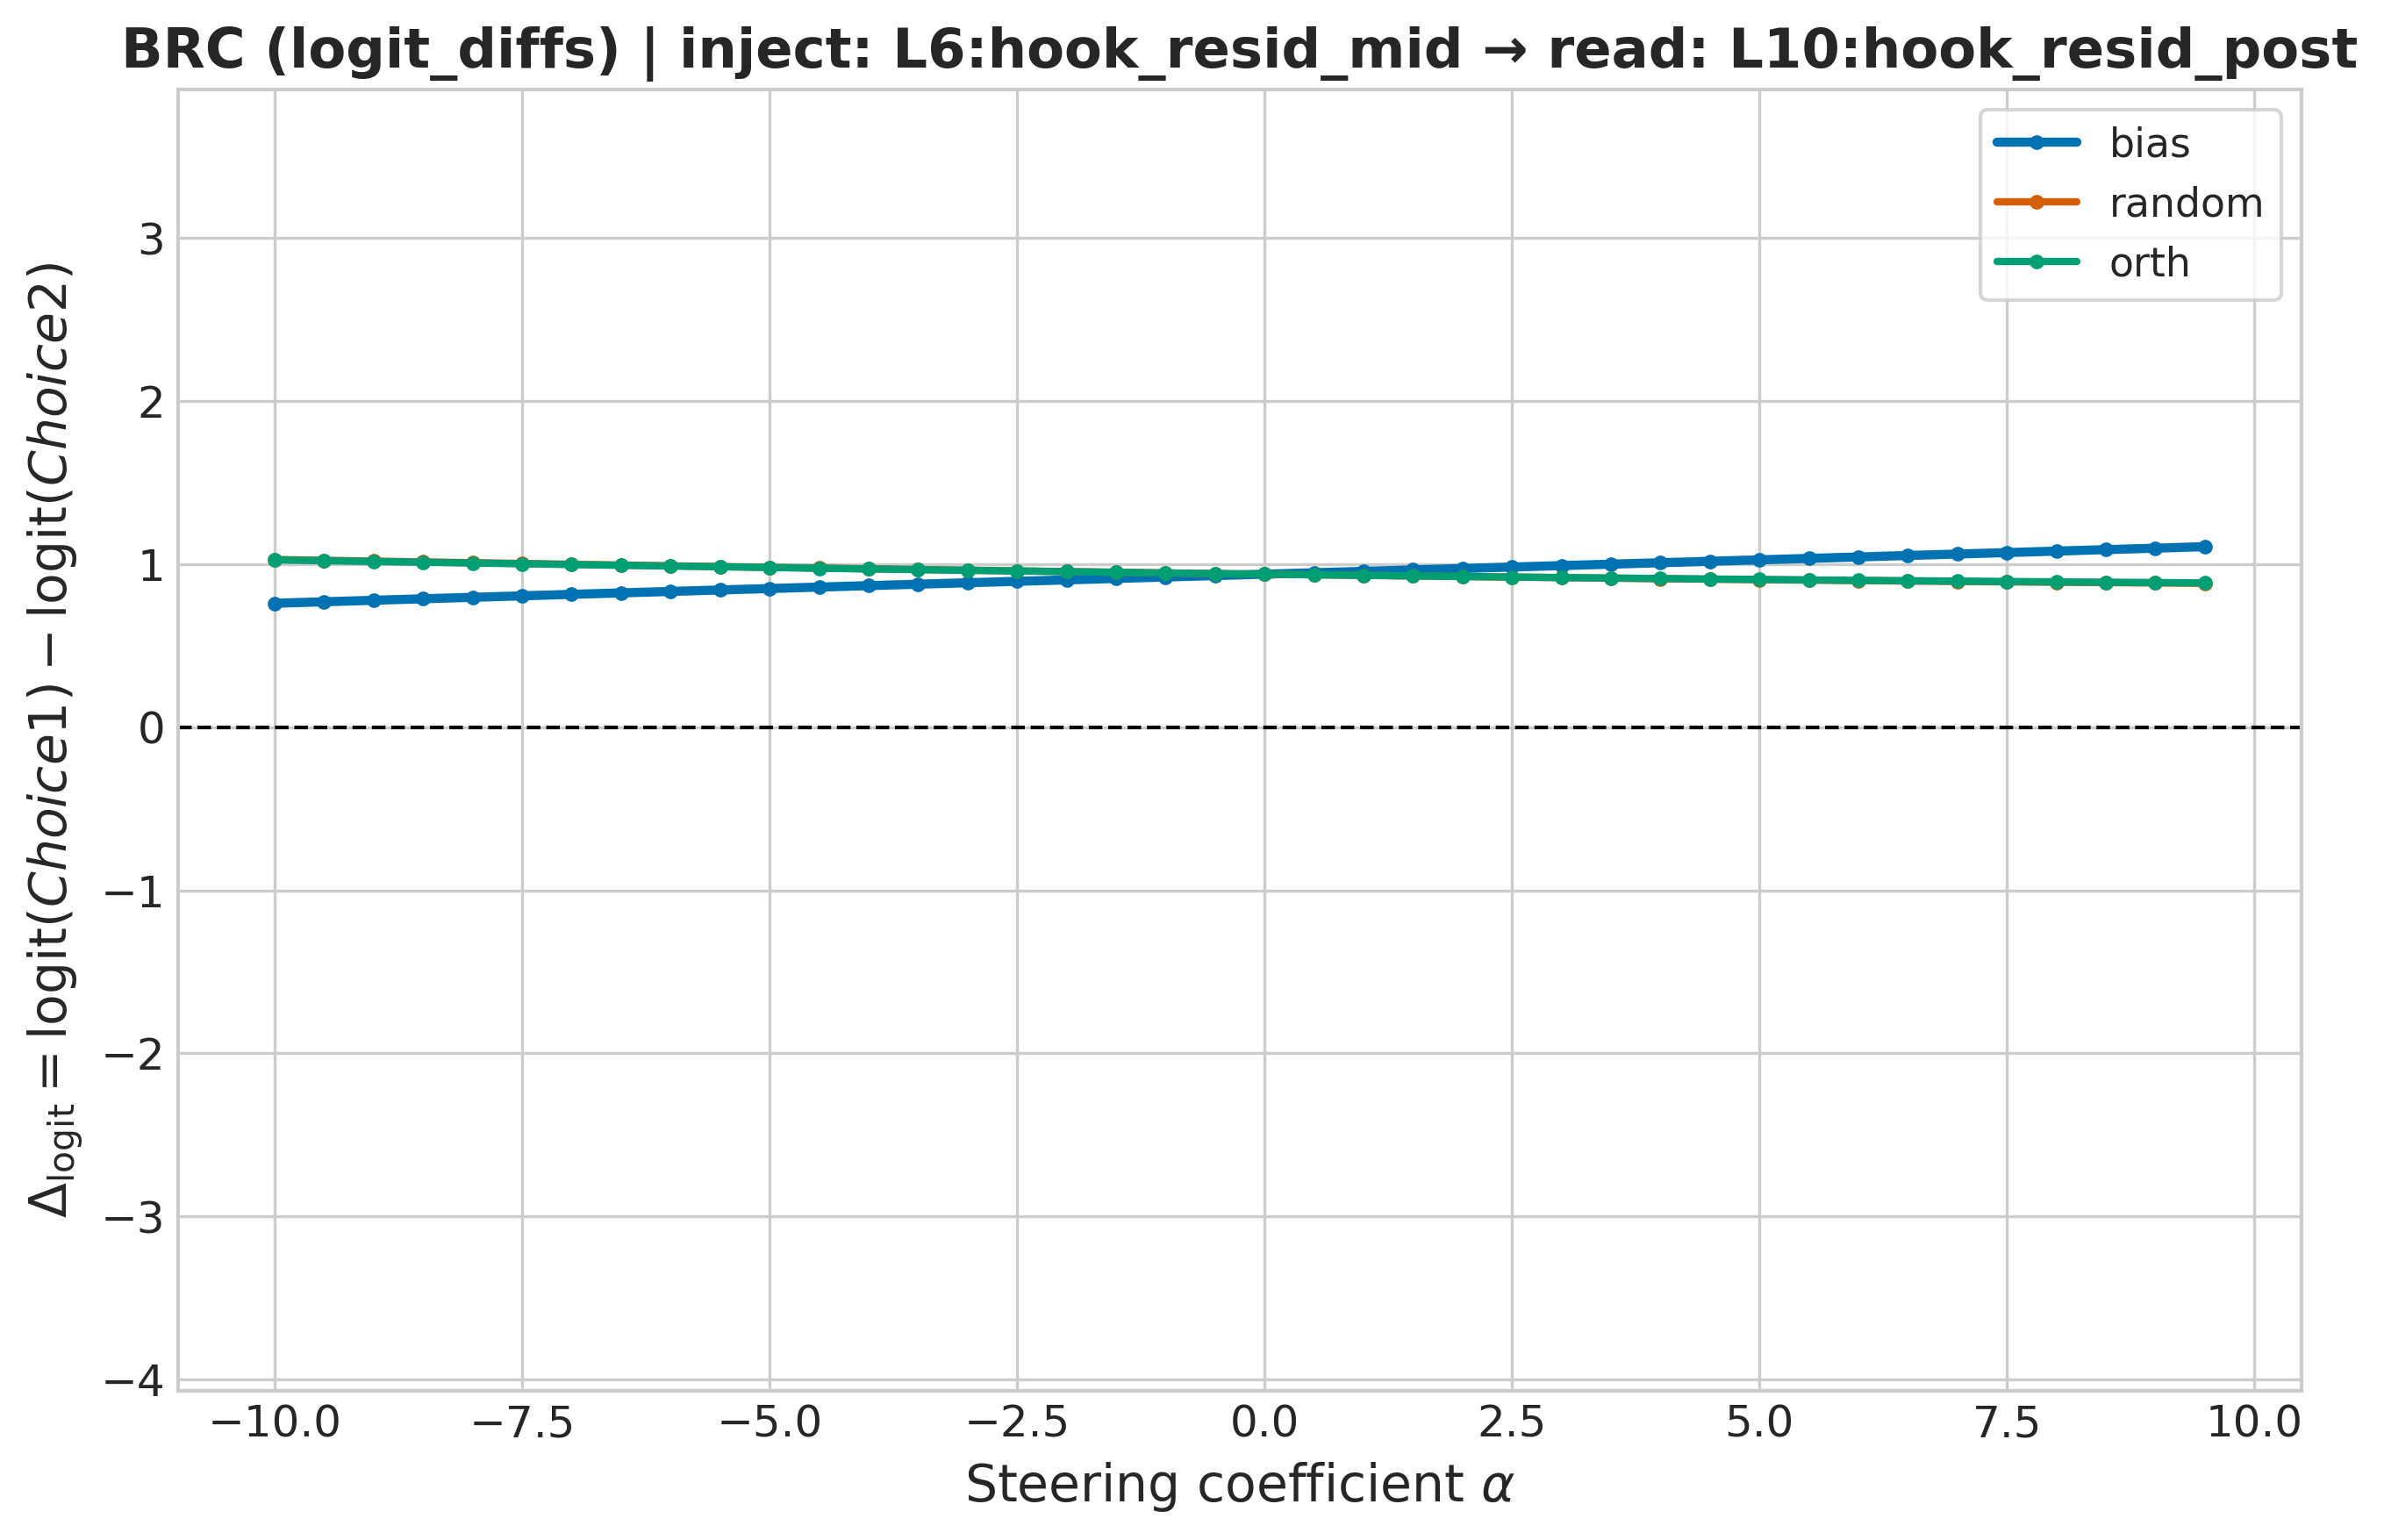 BRC (logit_diffs) | inject: L6:hook_resid_mid → read: L10:hook_resid_post
bias
random
orth
Δlogit = logit(Choice1) − logit(Choice2)
3
2
1
0
−1
−2
−3
−4
−10.0 −7.5 −5.0 −2.5 0.0 2.5 5.0 7.5 10.0
Steering coefficient α